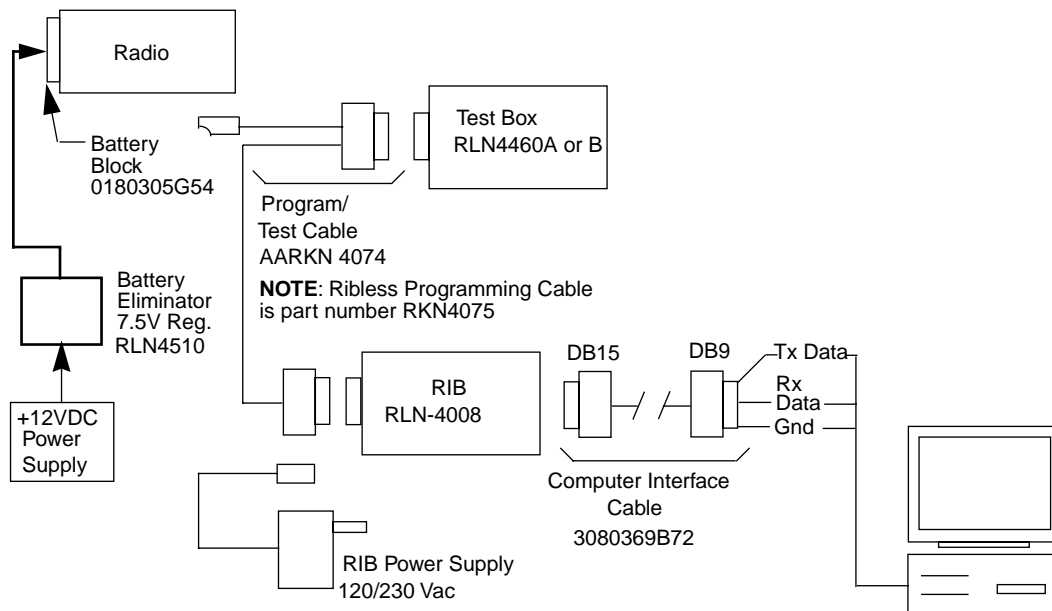 Radio
Battery
Block
0180305G54
Test Box
RLN4460A or B
Program/
Test Cable
AARKN 4074
NOTE: Ribless Programming Cable
is part number RKN4075
Battery
Eliminator
7.5V Reg.
RLN4510
+12VDC
Power
Supply
RIB
RLN-4008
DB15
DB9
Tx Data
Rx
Data
Gnd
Computer Interface
Cable
3080369B72
RIB Power Supply
120/230 Vac